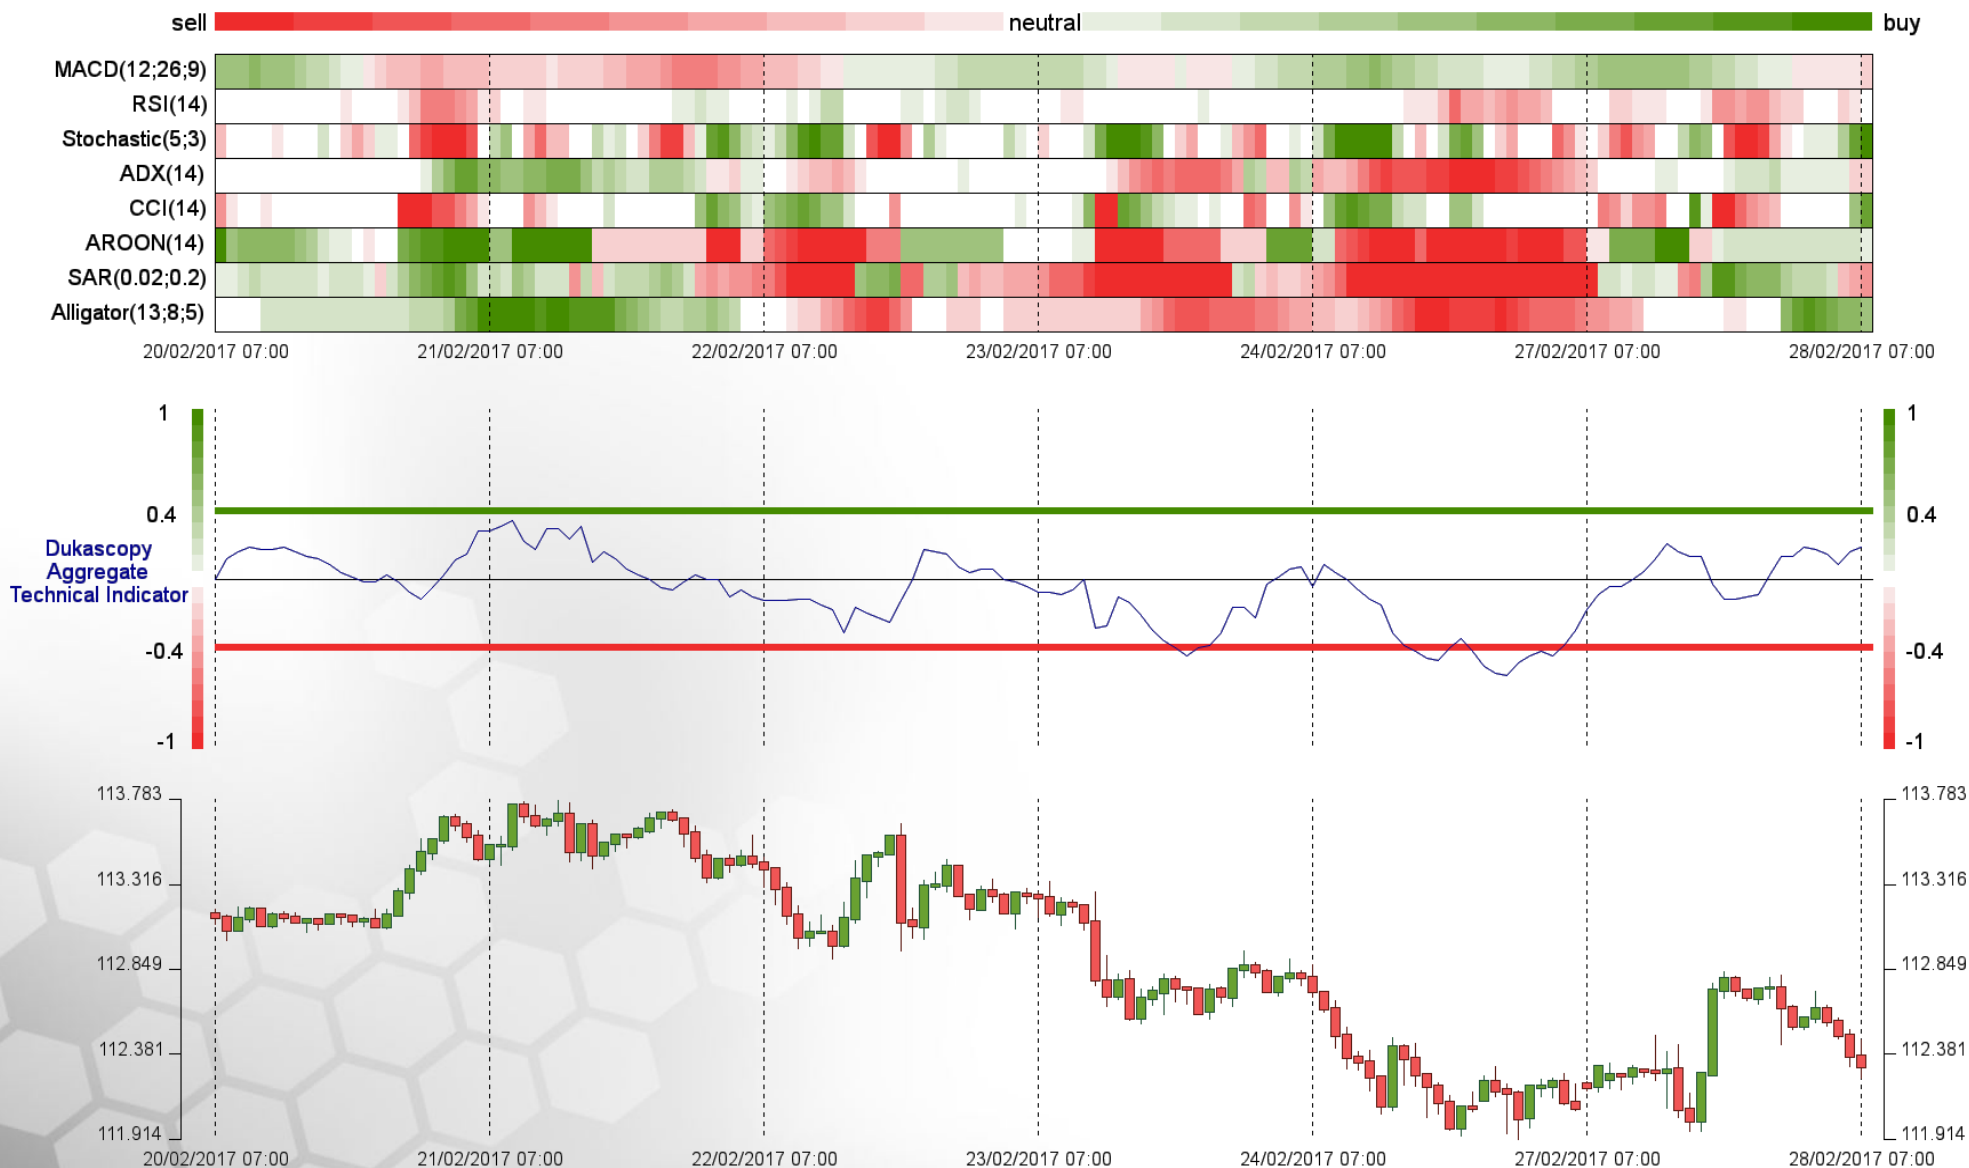 sell neutral buy
MACD(12;26;9)
RSI(14)
Stochastic(5;3)
ADX(14)
CCI(14)
AROON(14)
SAR(0.02;0.2)
Alligator(13;8;5)
20/02/2017 07:00 21/02/2017 07:00 22/02/2017 07:00 23/02/2017 07:00 24/02/2017 07:00 27/02/2017 07:00 28/02/2017 07:00
1 1
0.4 0.4
Dukascopy
Aggregate
Technical Indicator
-0.4 -0.4
-1 -1
113.783 113.783
113.316 113.316
112.849 112.849
112.381 112.381
111.914 111.914
20/02/2017 07:00 21/02/2017 07:00 22/02/2017 07:00 23/02/2017 07:00 24/02/2017 07:00 27/02/2017 07:00 28/02/2017 07:00